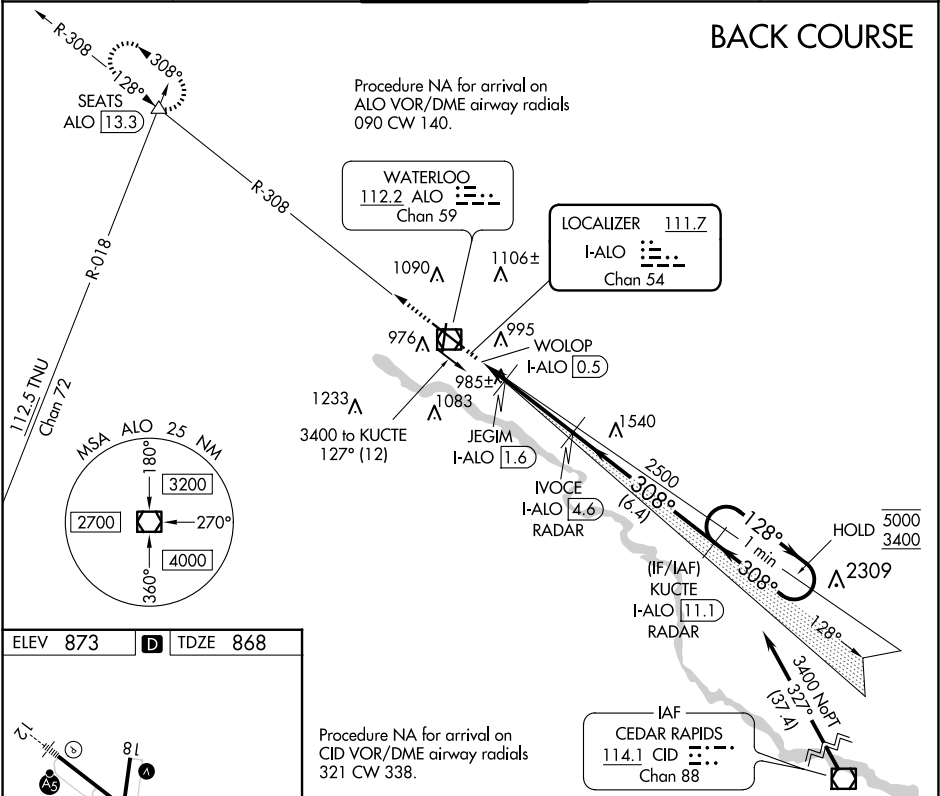 BACK COURSE
R-308
308°
128°
SEATS
ALO 13.3
Procedure NA for arrival on
ALO VOR/DME airway radials
090 CW 140.
WATERLOO
112.2 ALO
Chan 59
LOCALIZER 111.7
I-ALO
Chan 54
R-308
R-018
112.5 TNU
Chan 72
1090
1106±
976
995
WOLOP
I-ALO 0.5
985±
1233
1083
3400 to KUCTE
127° (12)
JEGIM
I-ALO 1.6
1540
IVOCE
I-ALO 4.6
RADAR
2500
308°
(6.4)
128°
1 min
308°
HOLD 5000
3400
2309
(IF/IAF)
KUCTE
I-ALO 11.1
RADAR
128°
MSA ALO 25 NM
180°
3200
2700
270°
4000
360°
3400 NoPT
327°
(37.4)
IAF
CEDAR RAPIDS
114.1 CID
Chan 88
Procedure NA for arrival on
CID VOR/DME airway radials
321 CW 338.
ELEV 873 D TDZE 868
12
P
18
V
A5